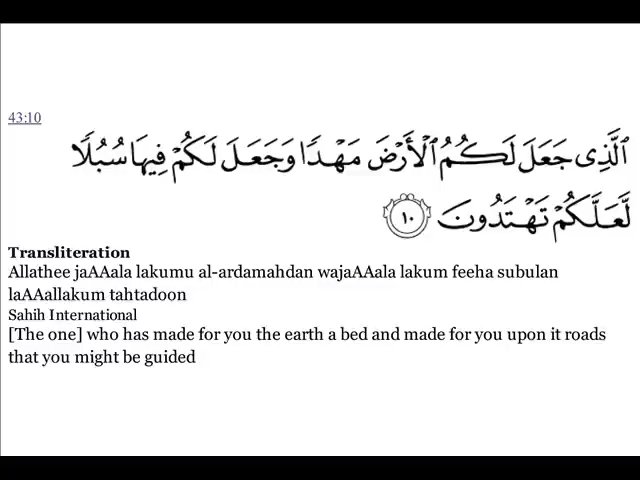 43:10
ٱلَّذِى جَعَلَ لَكُمُ ٱلْأَرْضَ مَهْدًا وَجَعَلَ لَكُمْ فِيهَا سُبُلًا
لَّعَلَّكُمْ تَهْتَدُونَ ١٠
Transliteration
Allathee jaAAala lakumu al-ardamahdan wajaAAala lakum feeha subulan
laAAallakum tahtadoon
Sahih International
[The one] who has made for you the earth a bed and made for you upon it roads
that you might be guided